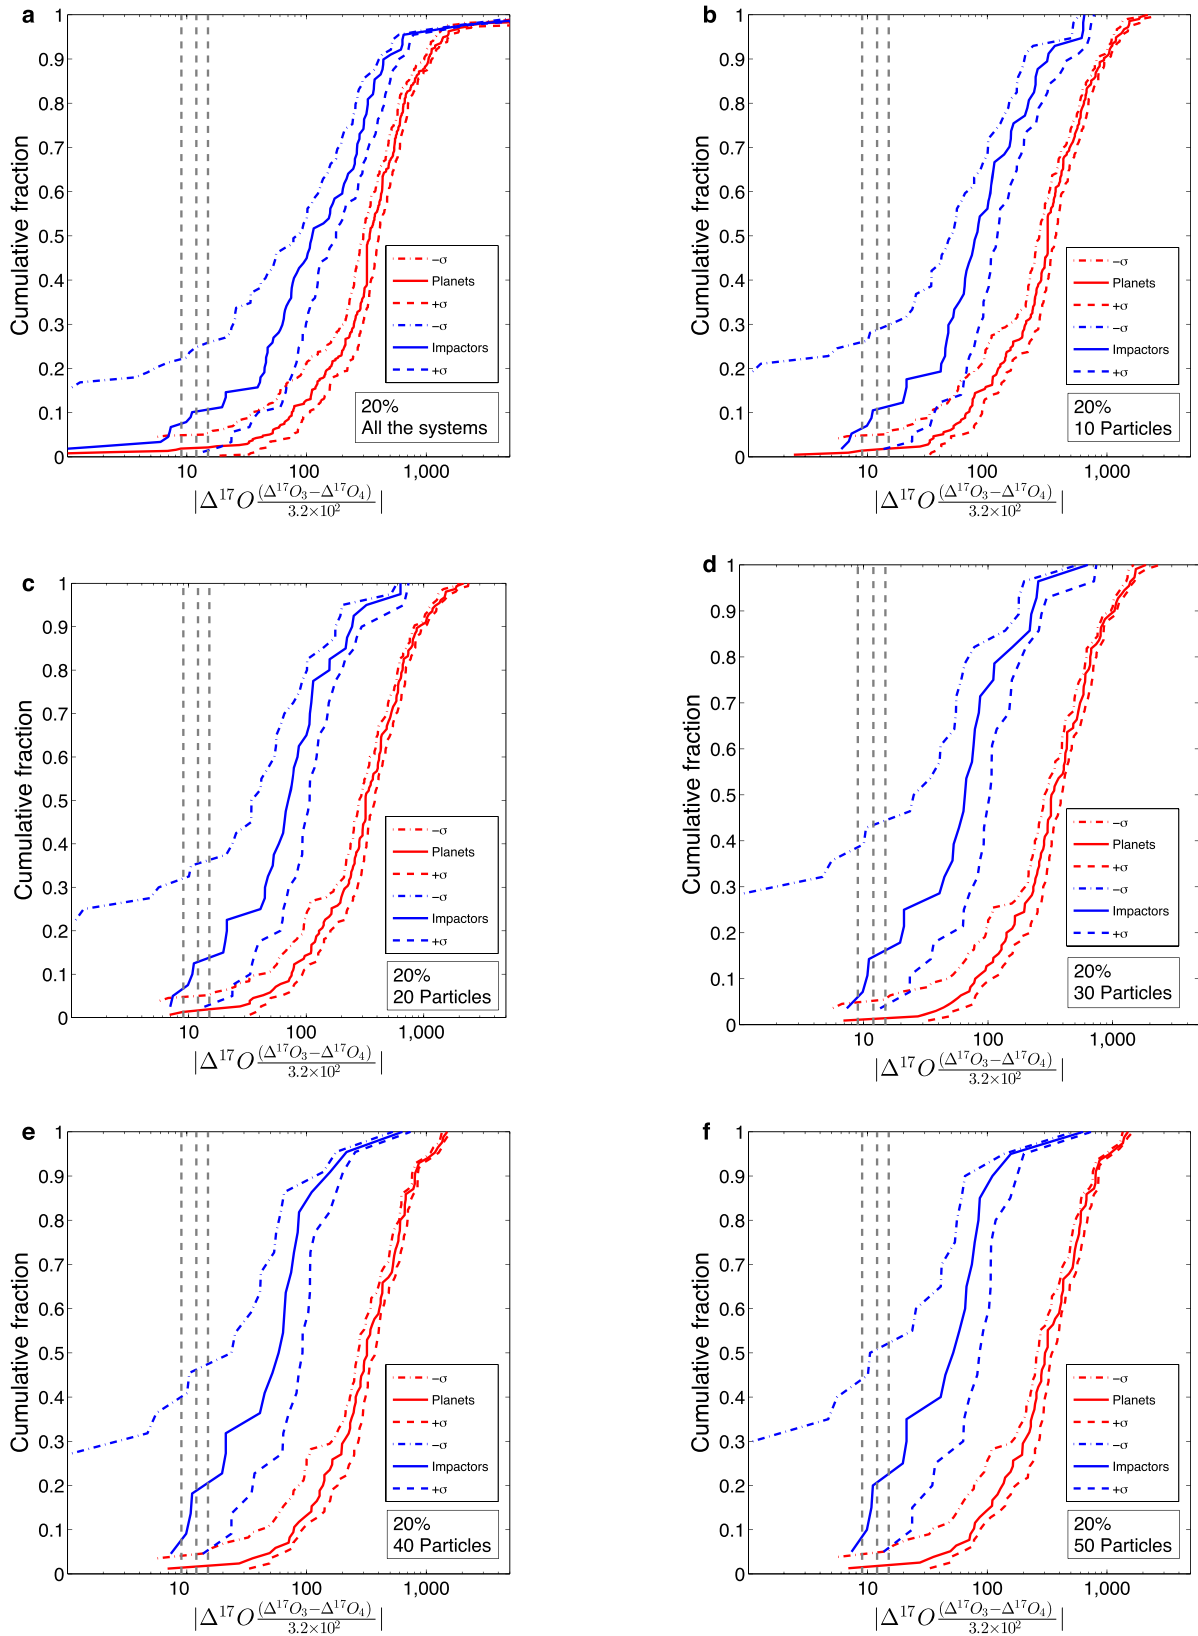 a
1
0.9
0.8
0.7
0.6
0.5
0.4
0.3
0.2
0.1
0
Cumulative fraction
10
100
1,000
|Δ¹⁷O (Δ¹⁷O₃−Δ¹⁷O₄)/3.2×10²|
−σ
Planets
+σ
−σ
Impactors
+σ
20%
All the systems
b
1
0.9
0.8
0.7
0.6
0.5
0.4
0.3
0.2
0.1
0
Cumulative fraction
10
100
1,000
|Δ¹⁷O (Δ¹⁷O₃−Δ¹⁷O₄)/3.2×10²|
−σ
Planets
+σ
−σ
Impactors
+σ
20%
10 Particles
c
1
0.9
0.8
0.7
0.6
0.5
0.4
0.3
0.2
0.1
0
Cumulative fraction
10
100
1,000
|Δ¹⁷O (Δ¹⁷O₃−Δ¹⁷O₄)/3.2×10²|
−σ
Planets
+σ
−σ
Impactors
+σ
20%
20 Particles
d
1
0.9
0.8
0.7
0.6
0.5
0.4
0.3
0.2
0.1
0
Cumulative fraction
10
100
1,000
|Δ¹⁷O (Δ¹⁷O₃−Δ¹⁷O₄)/3.2×10²|
−σ
Planets
+σ
−σ
Impactors
+σ
20%
30 Particles
e
1
0.9
0.8
0.7
0.6
0.5
0.4
0.3
0.2
0.1
0
Cumulative fraction
10
100
1,000
|Δ¹⁷O (Δ¹⁷O₃−Δ¹⁷O₄)/3.2×10²|
−σ
Planets
+σ
−σ
Impactors
+σ
20%
40 Particles
f
1
0.9
0.8
0.7
0.6
0.5
0.4
0.3
0.2
0.1
0
Cumulative fraction
10
100
1,000
|Δ¹⁷O (Δ¹⁷O₃−Δ¹⁷O₄)/3.2×10²|
−σ
Planets
+σ
−σ
Impactors
+σ
20%
50 Particles